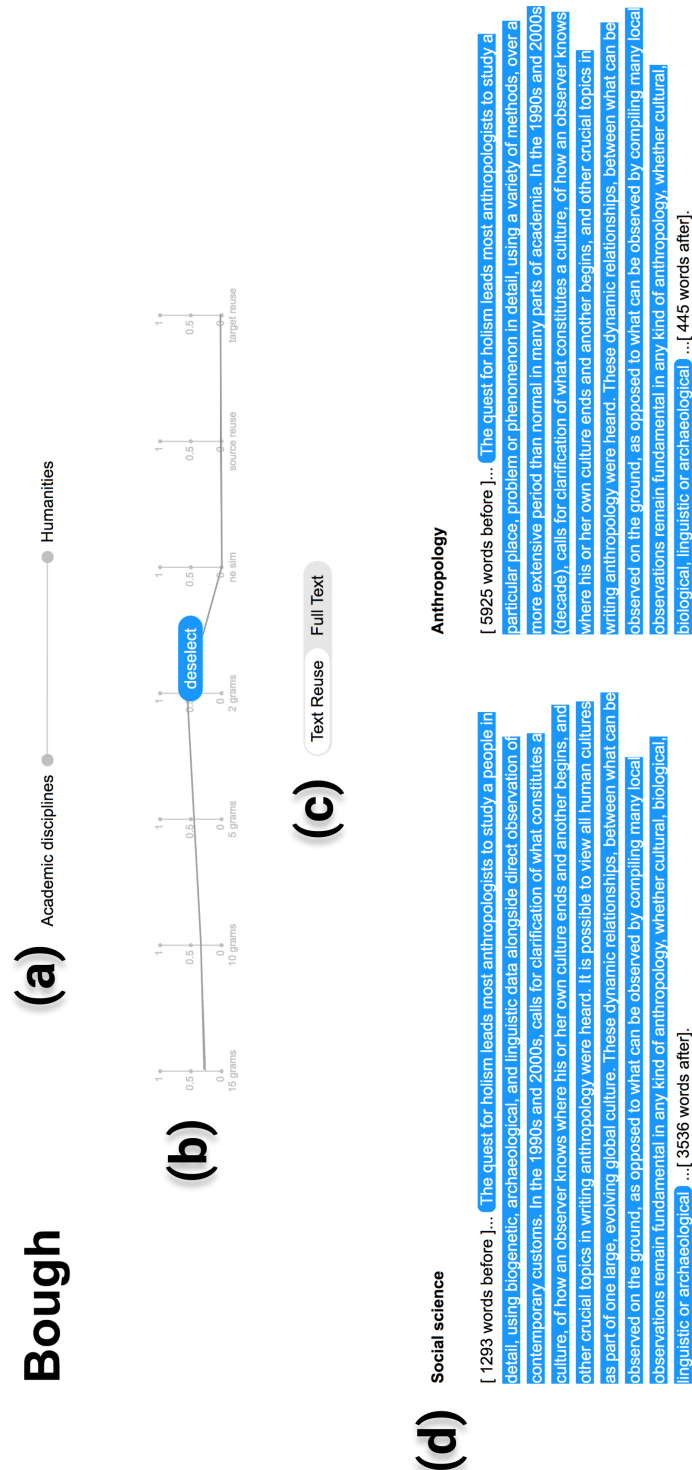 Bough
(a)
Academic disciplines
Humanities
(b)
1
0.5
0
15 grams
1
0.5
0
10 grams
1
0.5
0
5 grams
1
0
2 grams
deselect
1
0.5
0
ne sim
1
0.5
0
source reuse
1
0.5
0
target reuse
(c)
Text Reuse
Full Text
(d)
Social science
[ 1293 words before ]... The quest for holism leads most anthropologists to study a people in
detail, using biogenetic, archaeological, and linguistic data alongside direct observation of
contemporary customs. In the 1990s and 2000s, calls for clarification of what constitutes a
culture, of how an observer knows where his or her own culture ends and another begins, and
other crucial topics in writing anthropology were heard. It is possible to view all human cultures
as part of one large, evolving global culture. These dynamic relationships, between what can be
observed on the ground, as opposed to what can be observed by compiling many local
observations remain fundamental in any kind of anthropology, whether cultural, biological,
linguistic or archaeological ...[ 3536 words after].
Anthropology
[ 5925 words before ]... The quest for holism leads most anthropologists to study a
particular place, problem or phenomenon in detail, using a variety of methods, over a
more extensive period than normal in many parts of academia. In the 1990s and 2000s
(decade), calls for clarification of what constitutes a culture, of how an observer knows
where his or her own culture ends and another begins, and other crucial topics in
writing anthropology were heard. These dynamic relationships, between what can be
observed on the ground, as opposed to what can be observed by compiling many local
observations remain fundamental in any kind of anthropology, whether cultural,
biological, linguistic or archaeological ...[ 445 words after].